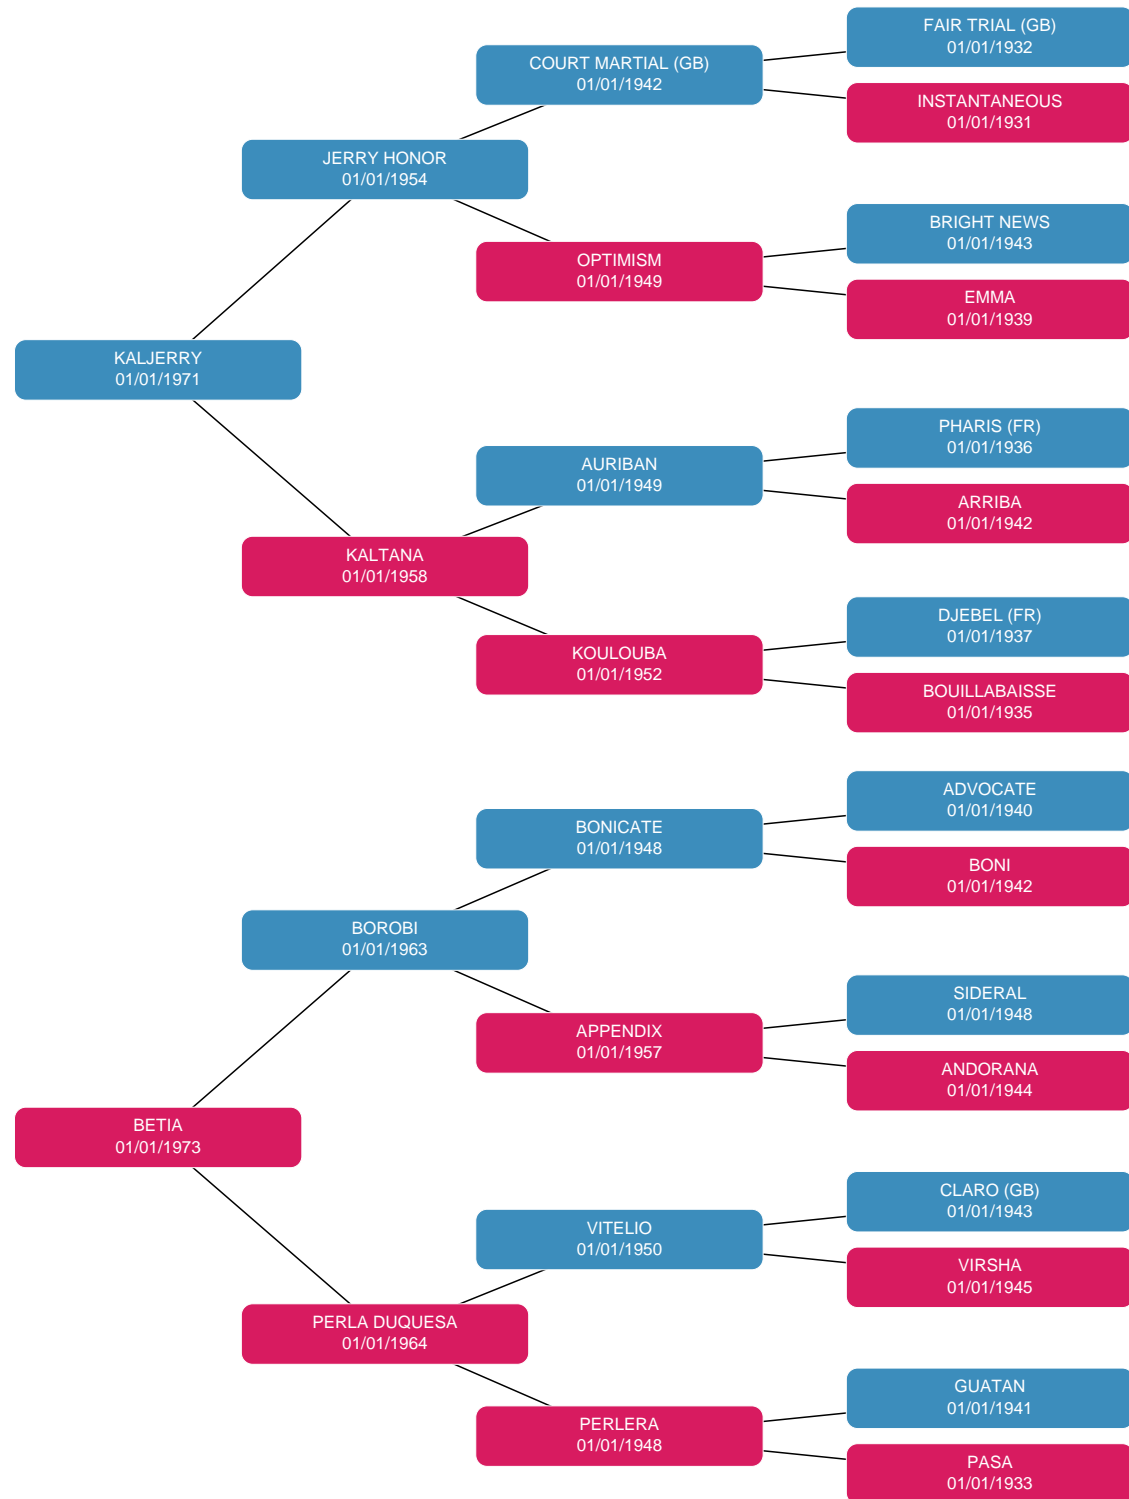 FAIR TRIAL (GB)
01/01/1932
COURT MARTIAL (GB)
01/01/1942
INSTANTANEOUS
01/01/1931
JERRY HONOR
01/01/1954
BRIGHT NEWS
01/01/1943
OPTIMISM
01/01/1949
EMMA
01/01/1939
KALJERRY
01/01/1971
PHARIS (FR)
01/01/1936
AURIBAN
01/01/1949
ARRIBA
01/01/1942
KALTANA
01/01/1958
DJEBEL (FR)
01/01/1937
KOULOUBA
01/01/1952
BOUILLABAISSE
01/01/1935
ADVOCATE
01/01/1940
BONICATE
01/01/1948
BONI
01/01/1942
BOROBI
01/01/1963
SIDERAL
01/01/1948
APPENDIX
01/01/1957
ANDORANA
01/01/1944
BETIA
01/01/1973
CLARO (GB)
01/01/1943
VITELIO
01/01/1950
VIRSHA
01/01/1945
PERLA DUQUESA
01/01/1964
GUATAN
01/01/1941
PERLERA
01/01/1948
PASA
01/01/1933